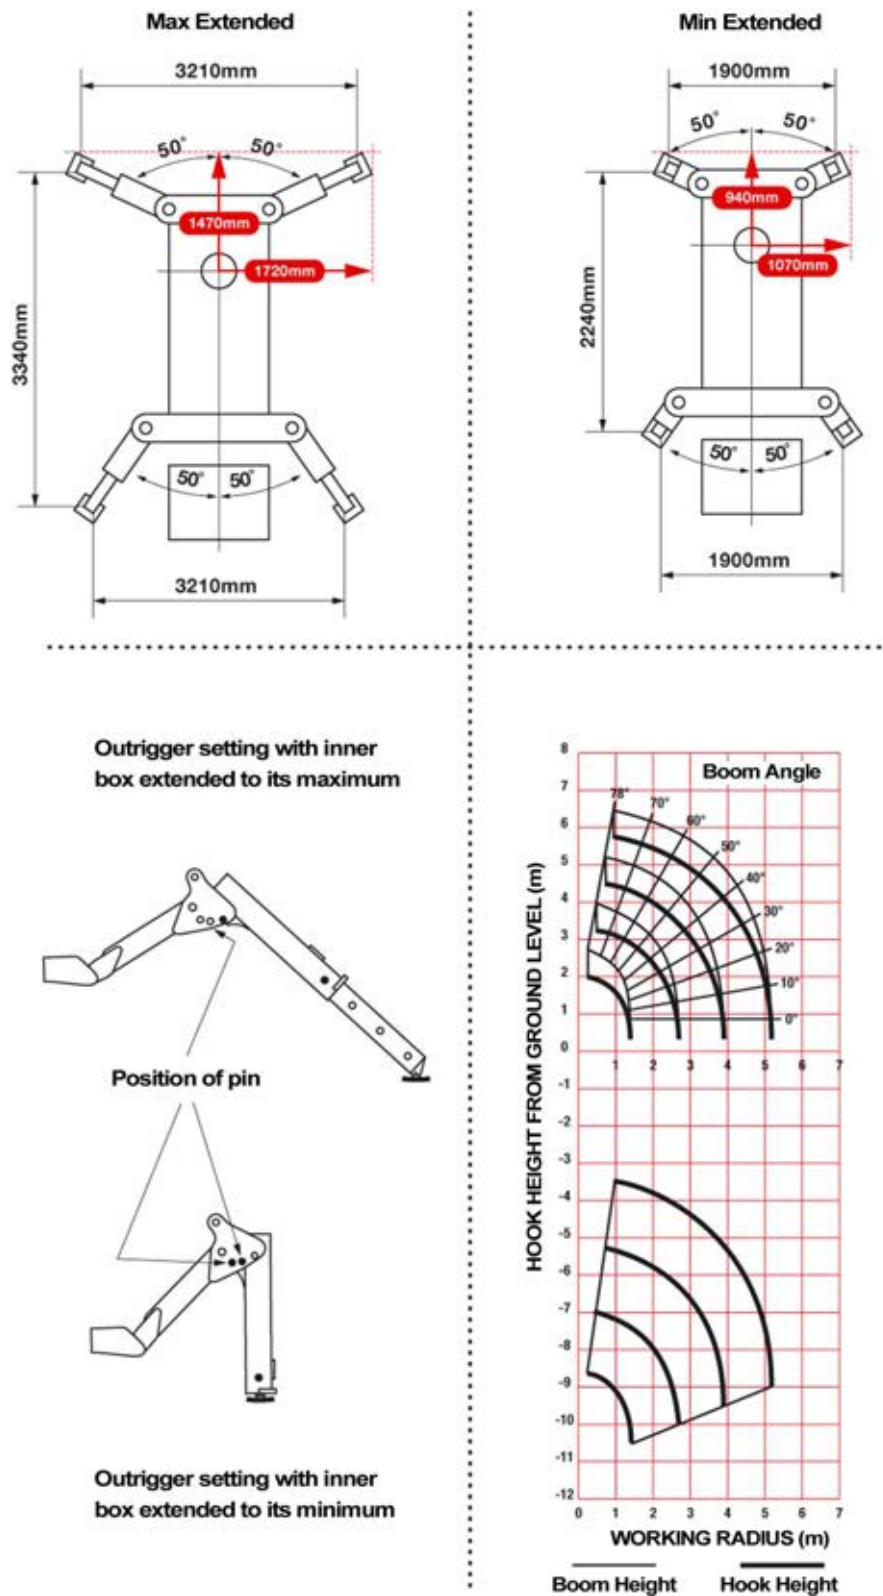 Max Extended
3210mm
50°
50°
1470mm
1720mm
3340mm
50°
50°
3210mm
Min Extended
1900mm
50°
50°
940mm
1070mm
2240mm
50°
50°
1900mm
Outrigger setting with inner
box extended to its maximum
Position of pin
Outrigger setting with inner
box extended to its minimum
Boom Angle
HOOK HEIGHT FROM GROUND LEVEL (m)
8
7
6
5
4
3
2
1
0
-1
-2
-3
-4
-5
-6
-7
-8
-9
-10
-11
-12
78°
70°
60°
50°
40°
30°
20°
10°
0°
1 2 3 4 5 6 7
0 1 2 3 4 5 6 7
WORKING RADIUS (m)
Boom Height
Hook Height